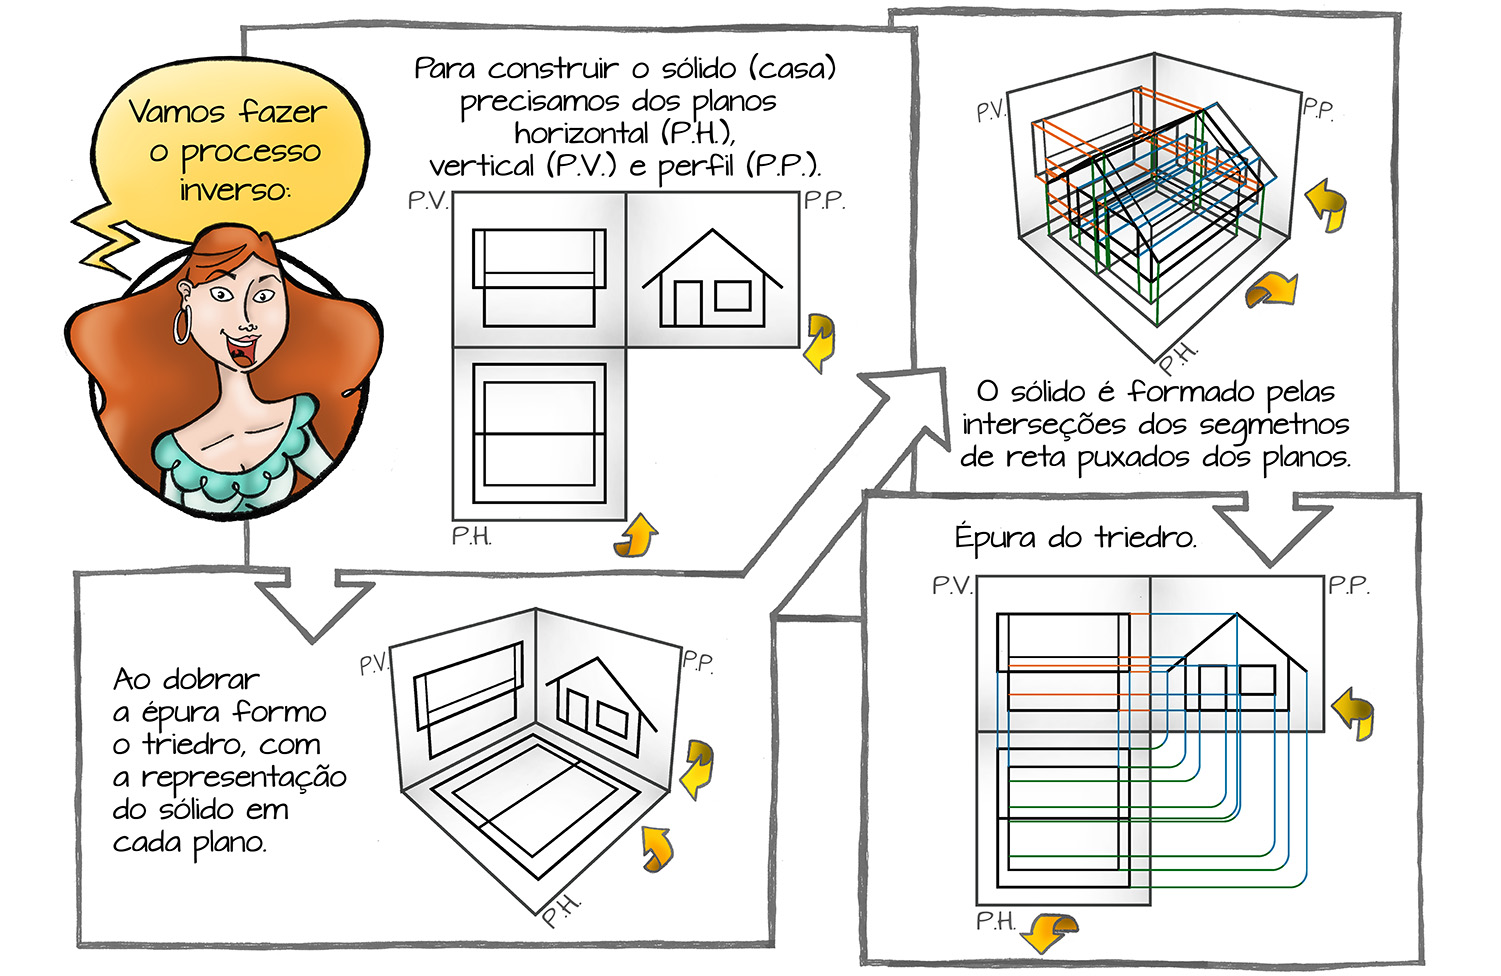 Vamos fazer
o processo
inverso:
Para construir o sólido (casa)
precisamos dos planos
horizontal (P.H.),
vertical (P.V.) e perfil (P.P.).
P.V.
P.P.
P.H.
Ao dobrar
a épura formo
o triedro, com
a representação
do sólido em
cada plano.
P.V.
P.P.
P.H.
P.V.
P.P.
P.H.
O sólido é formado pelas
interseções dos segmetnos
de reta puxados dos planos.
Épura do triedro.
P.V.
P.P.
P.H.